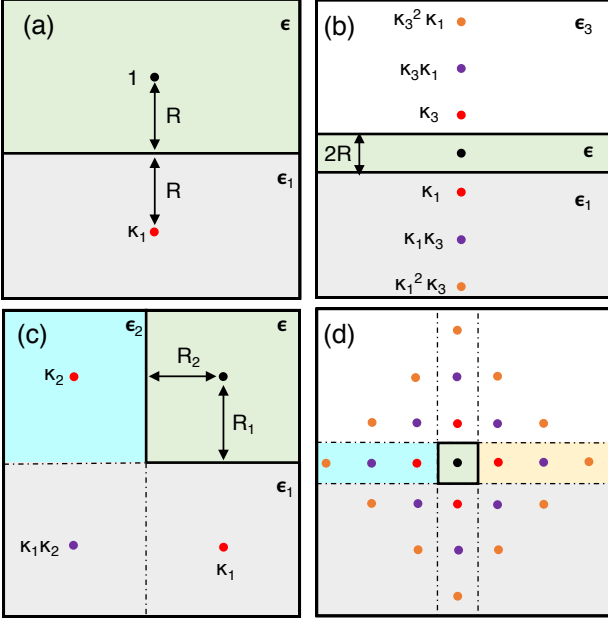 (a)
ϵ
1
R
ϵ₁
R
κ₁
(b)
κ₃² κ₁
ϵ₃
κ₃κ₁
κ₃
2R
ϵ
κ₁
ϵ₁
κ₁κ₃
κ₁² κ₃
(c)
ϵ₂
ϵ
κ₂
R₂
R₁
ϵ₁
κ₁κ₂
κ₁
(d)